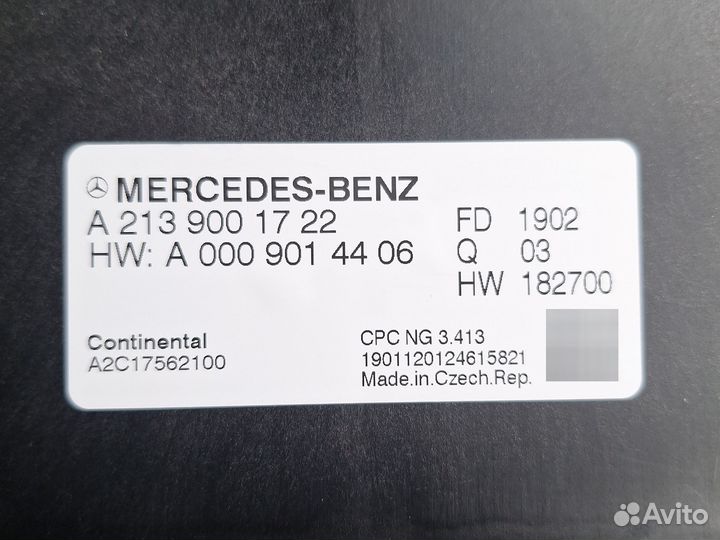 MERCEDES-BENZ
A 213 900 17 22
HW: A 000 901 44 06
FD 1902
Q 03
HW 182700
Continental
A2C17562100
CPC NG 3.413
1901120124615821
Made.in.Czech.Rep.
Avito